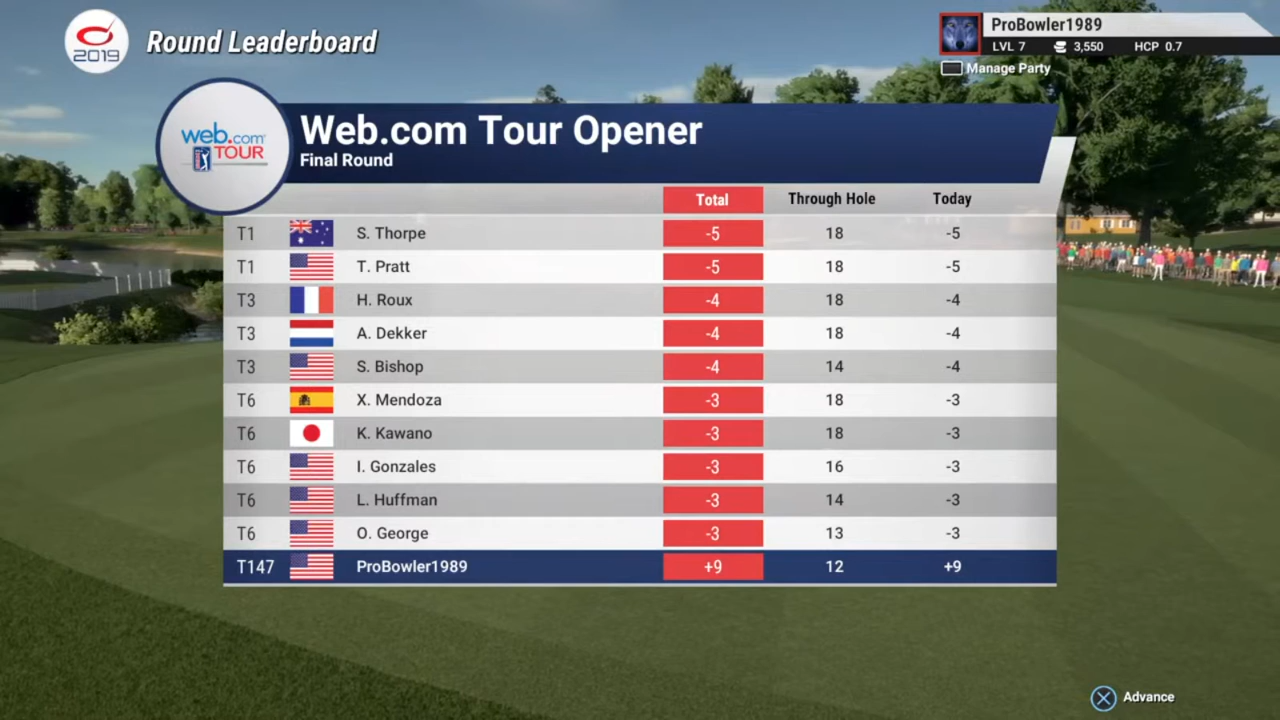 2019
Round Leaderboard
ProBowler1989
LVL 7 3,550 HCP 0.7
Manage Party
web.com
TOUR
Web.com Tour Opener
Final Round
Total Through Hole Today
T1 S. Thorpe -5 18 -5
T1 T. Pratt -5 18 -5
T3 H. Roux -4 18 -4
T3 A. Dekker -4 18 -4
T3 S. Bishop -4 14 -4
T6 X. Mendoza -3 18 -3
T6 K. Kawano -3 18 -3
T6 I. Gonzales -3 16 -3
T6 L. Huffman -3 14 -3
T6 O. George -3 13 -3
T147 ProBowler1989 +9 12 +9
Advance